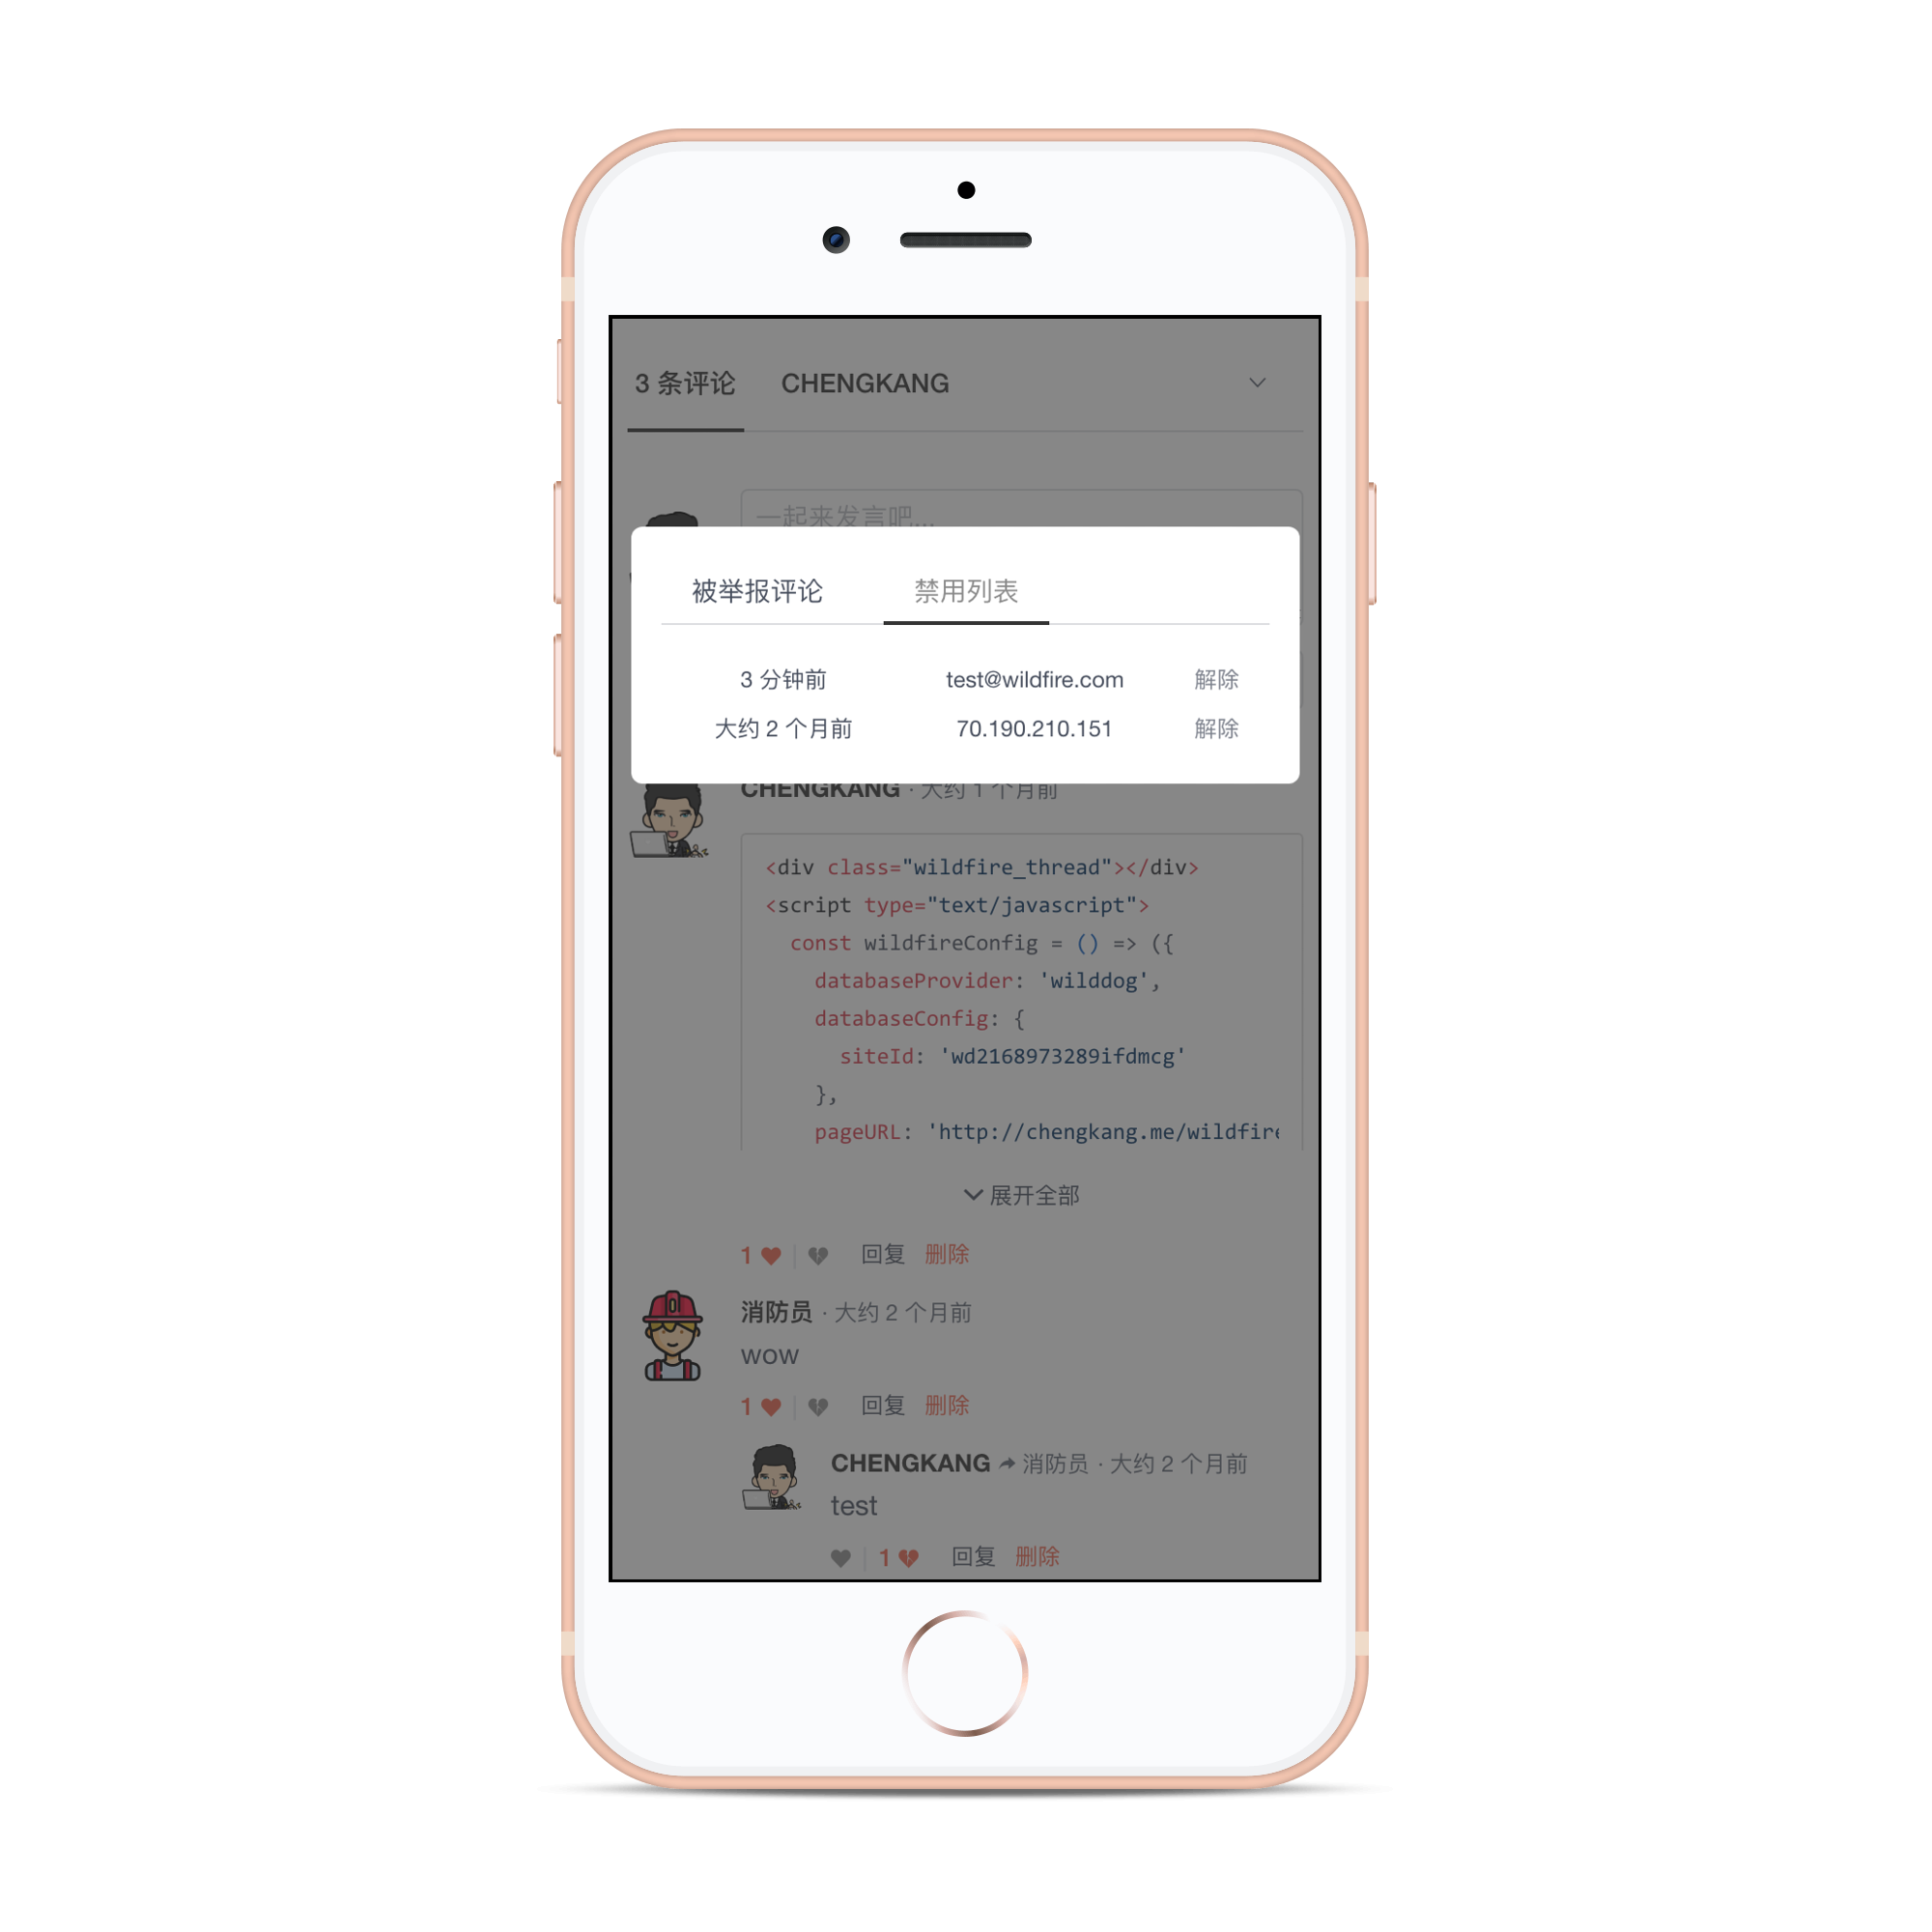 3 条评论 CHENGKANG
一起来发言吧...
被举报评论 禁用列表
3 分钟前 test@wildfire.com 解除
大约 2 个月前 70.190.210.151 解除
CHENGKANG · 大约 1 个月前
<div class="wildfire_thread"></div>
<script type="text/javascript">
const wildfireConfig = () => ({
databaseProvider: 'wilddog',
databaseConfig: {
siteId: 'wd2168973289ifdmcg'
},
pageURL: 'http://chengkang.me/wildfire
展开全部
1 回复 删除
消防员 · 大约 2 个月前
wow
1 回复 删除
CHENGKANG 消防员 · 大约 2 个月前
test
1 回复 删除